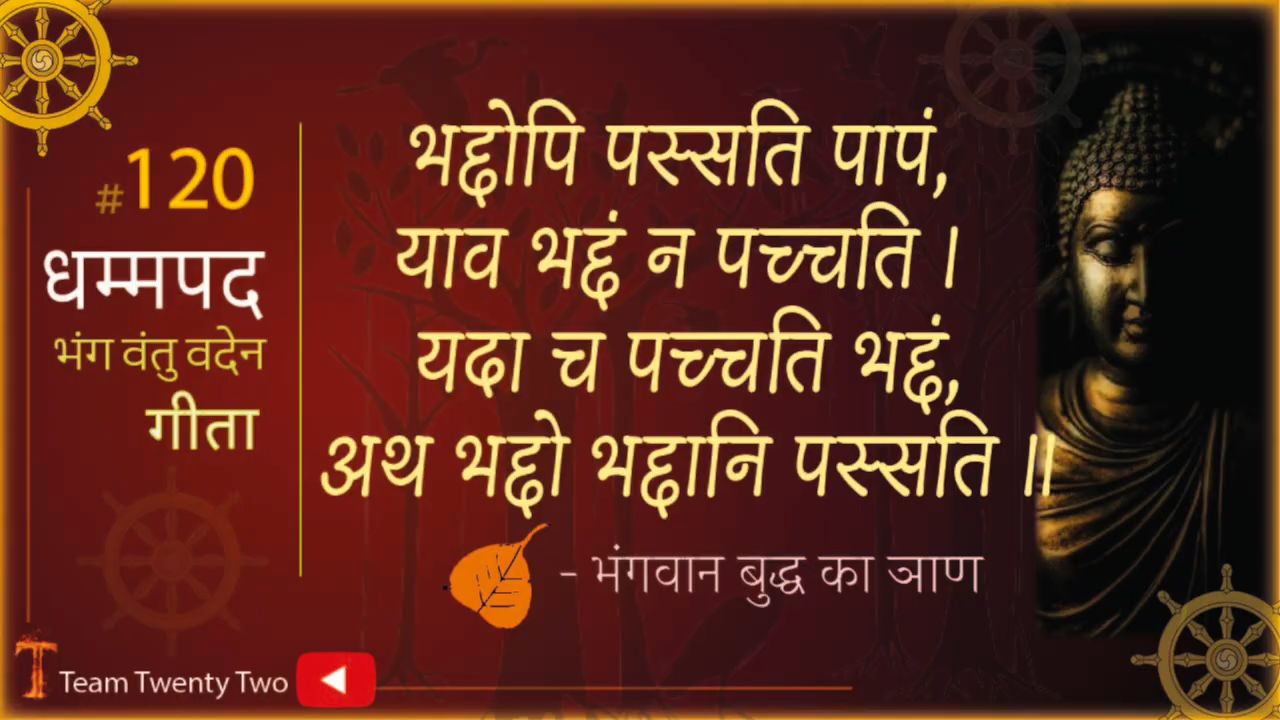 #120
धम्मपद
भंग वंतु वदेन
गीता
भद्दोपि पस्सति पापं,
याव भद्दं न पच्चति ।
यदा च पच्चति भद्दं,
अथ भद्दो भद्दानि पस्सति ॥
- भंगवान बुद्ध का ञाण
Team Twenty Two